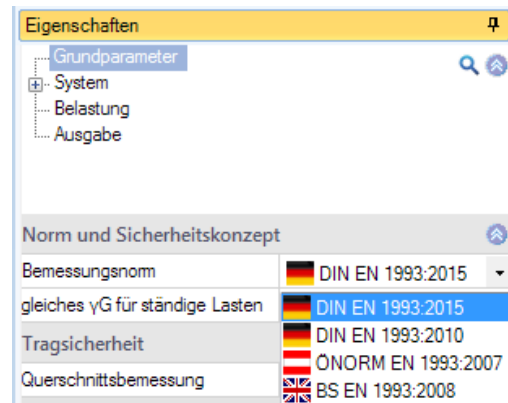 Eigenschaften
Grundparameter
System
Belastung
Ausgabe
Norm und Sicherheitskonzept
Bemessungsnorm DIN EN 1993:2015
gleiches γG für ständige Lasten DIN EN 1993:2015
DIN EN 1993:2010
Tragsicherheit
ÖNORM EN 1993:2007
Querschnittsbemessung BS EN 1993:2008